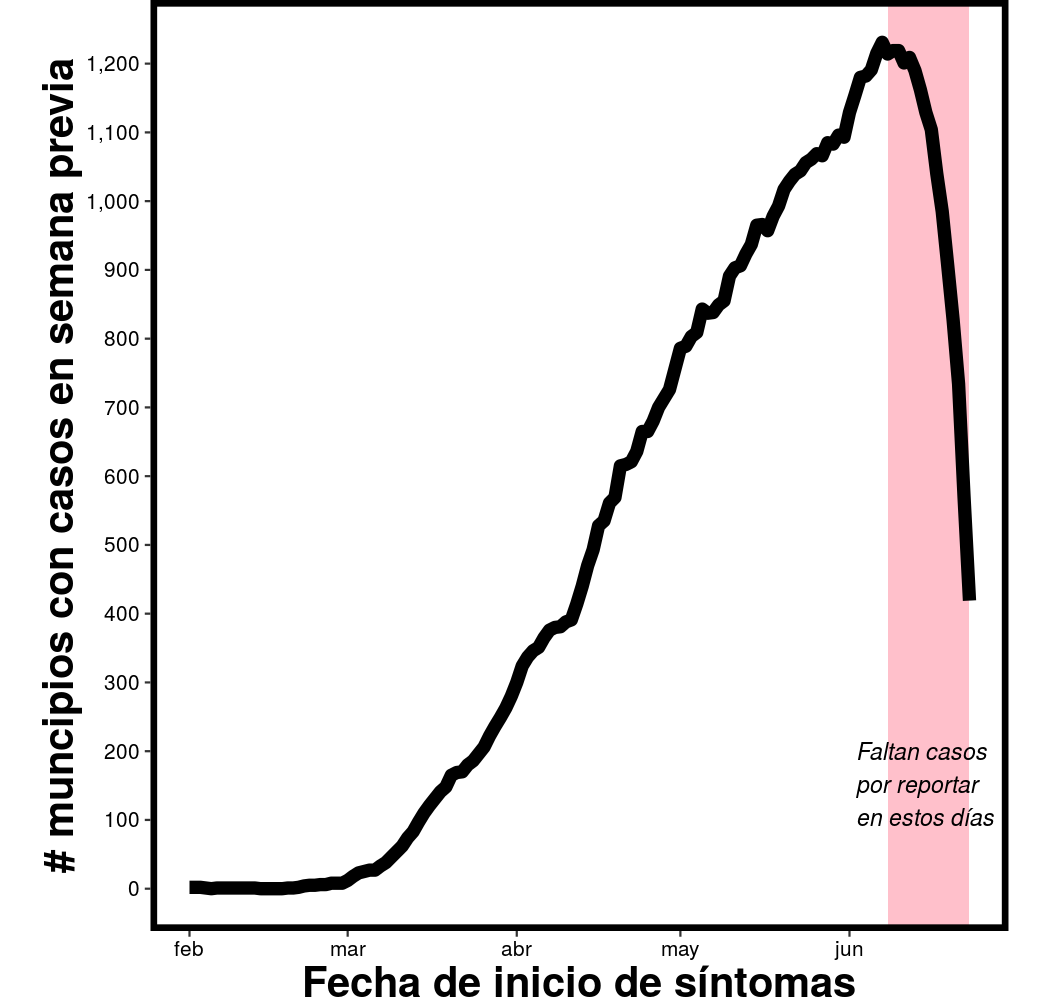 # muncipios con casos en semana previa
1,200
1,100
1,000
900
800
700
600
500
400
300
200
100
0
Faltan casos
por reportar
en estos días
feb mar abr may jun
Fecha de inicio de síntomas